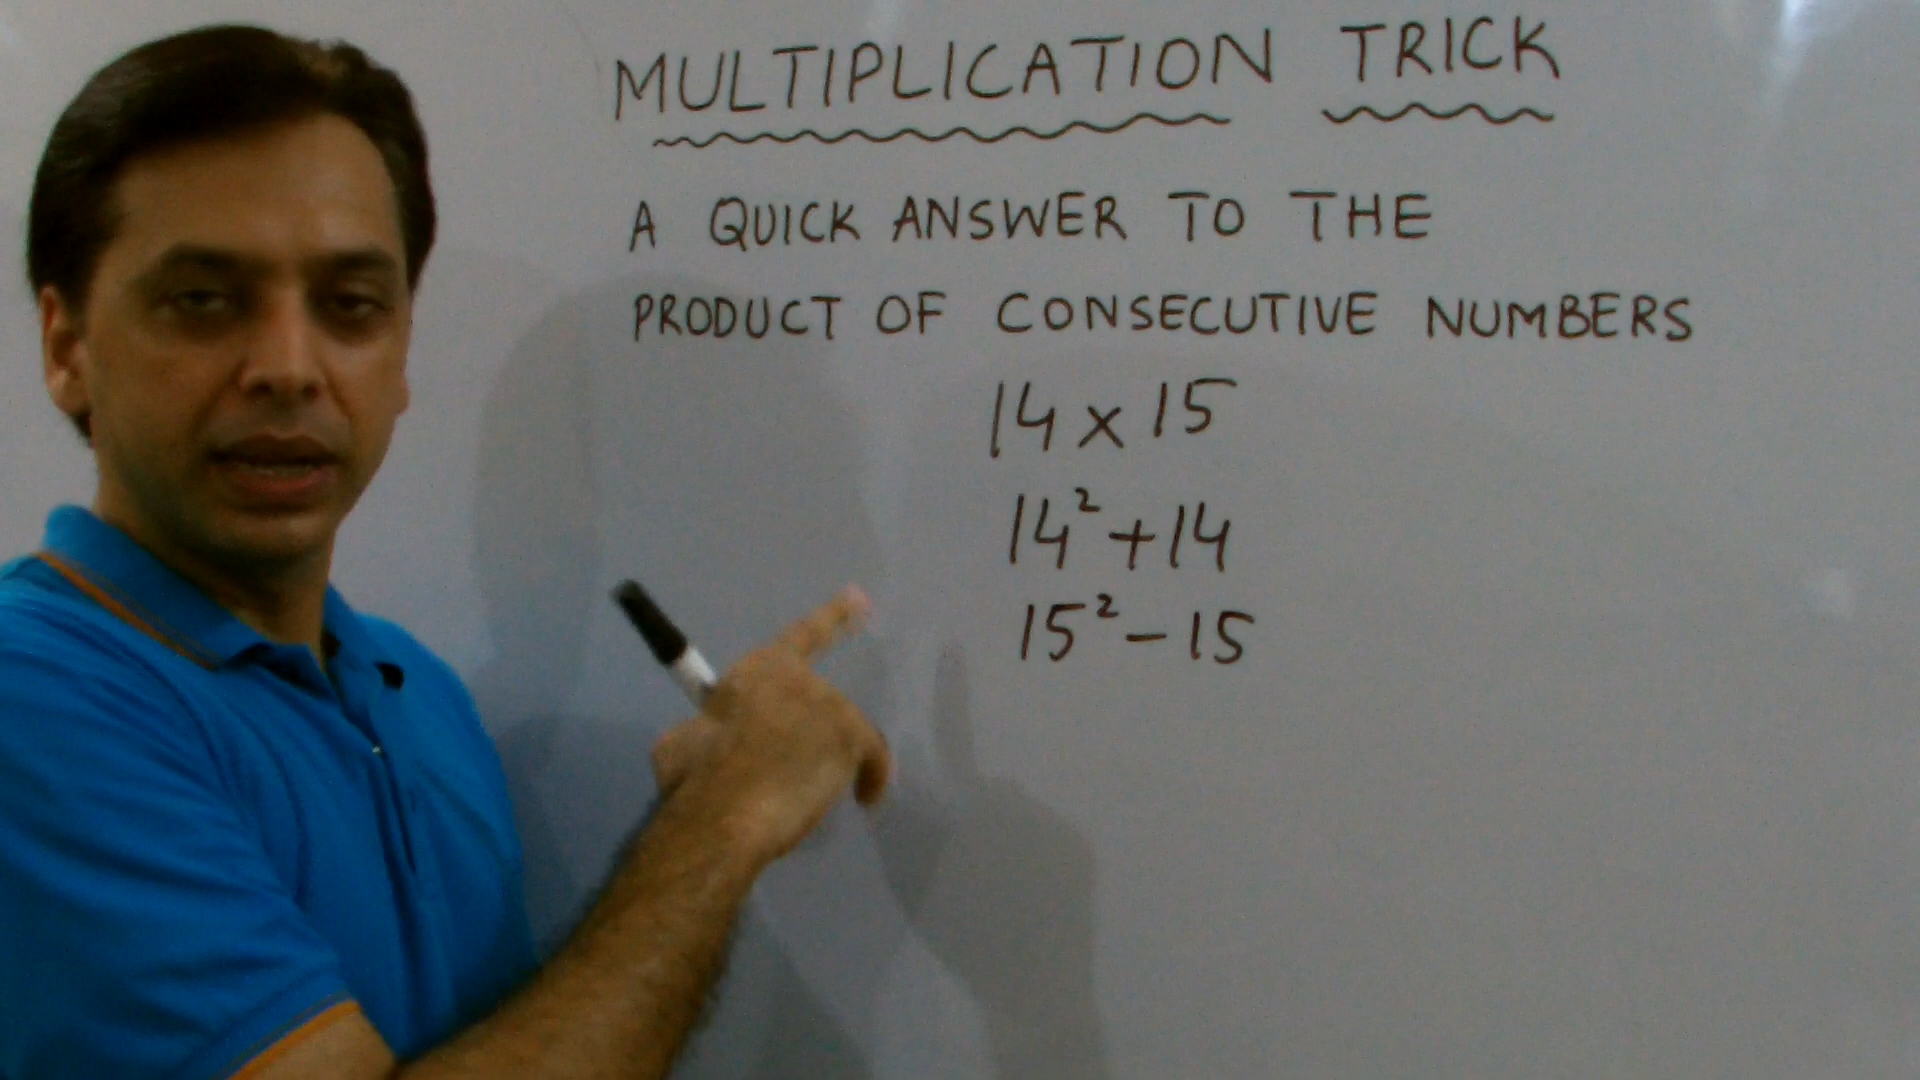 MULTIPLICATION TRICK
A QUICK ANSWER TO THE
PRODUCT OF CONSECUTIVE NUMBERS
14 x 15
14² + 14
15² - 15